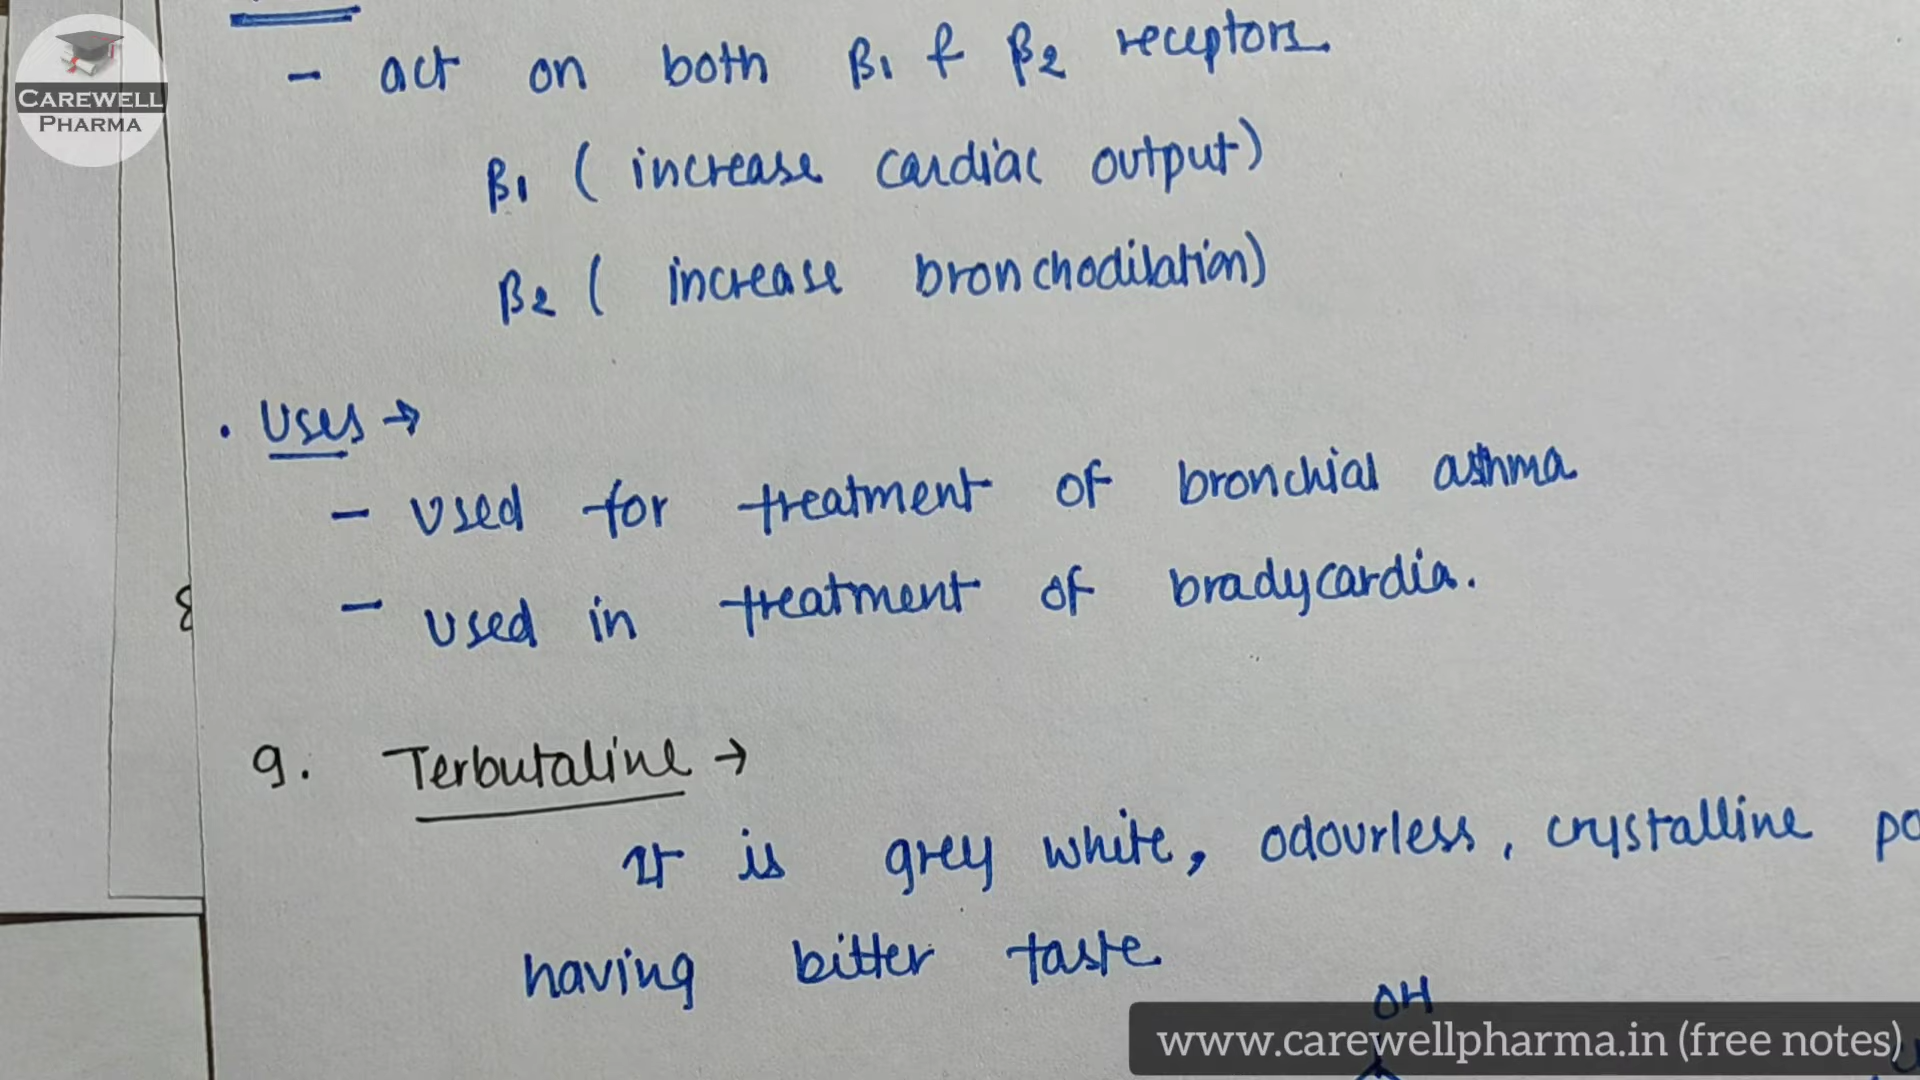 CAREWELL
PHARMA
- act on both β1 & β2 receptors.
β1 ( increase cardiac output)
β2 ( increase bronchodilation)
. Uses →
- used for treatment of bronchial asthma
- used in treatment of bradycardia.
9. Terbutaline →
It is grey white, odourless, crystalline po
having bitter taste
OH
www.carewellpharma.in (free notes)